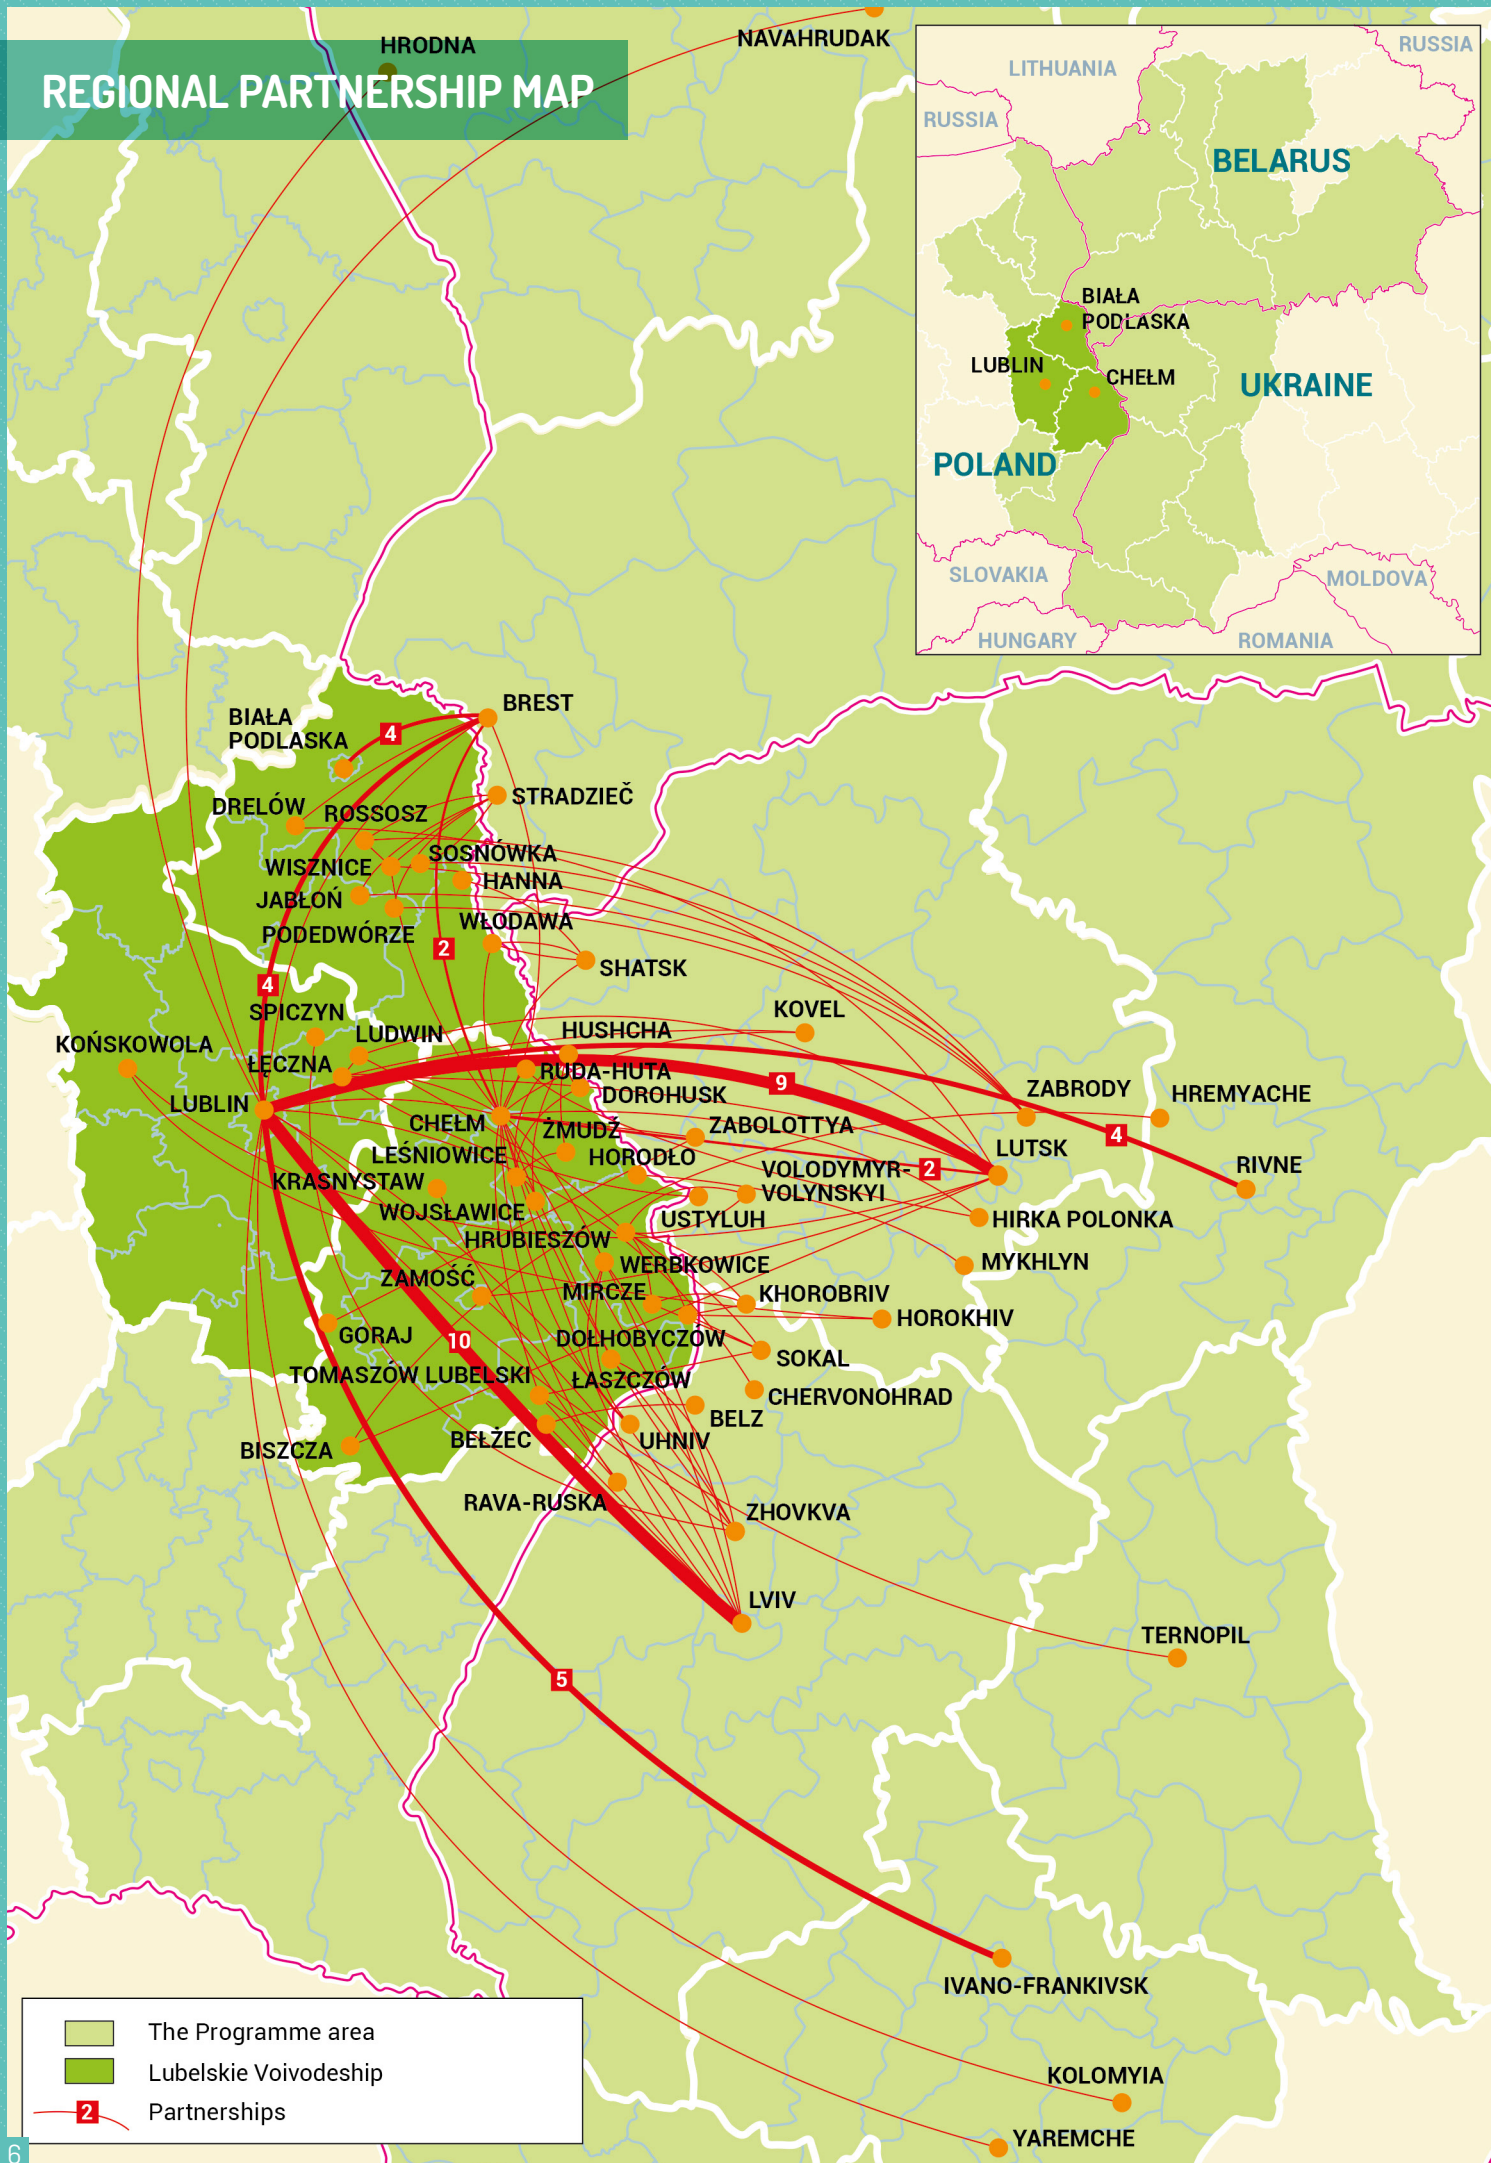 HRODNA
NAVAHRUDAK
REGIONAL PARTNERSHIP MAP
RUSSIA
LITHUANIA
RUSSIA
BELARUS
BIAŁA
PODLASKA
LUBLIN
CHEŁM
UKRAINE
POLAND
SLOVAKIA
MOLDOVA
HUNGARY
ROMANIA
BREST
BIAŁA
PODLASKA
4
STRADZIEČ
DRELÓW
ROSSOSZ
SOSNÓWKA
WISZNICE
HANNA
JABŁOŃ
WŁODAWA
PODEDWÓRZE
2
SHATSK
4
SPICZYN
KOVEL
LUDWIN
HUSHCHA
KOŃSKOWOLA
ŁĘCZNA
RUDA-HUTA
9
DOROHUSK
ZABRODY
HREMYACHE
LUBLIN
CHEŁM
ŻMUDŹ
ZABOLOTTYA
4
LEŚNIOWICE
HORODŁO
LUTSK
VOLODYMYR-
VOLYNSKYI
2
RIVNE
KRASNYSTAW
WOJSŁAWICE
USTYLUH
HIRKA POLONKA
HRUBIESZÓW
WERBKOWICE
MYKHLYN
ZAMOŚĆ
MIRCZE
KHOROBRIV
HOROKHIV
GORAJ
10
DOŁHOBYCZÓW
SOKAL
TOMASZÓW LUBELSKI
ŁASZCZÓW
CHERVONOHRAD
BELZ
BISZCZA
BEŁŻEC
UHNIV
RAVA-RUSKA
ZHOVKVA
LVIV
TERNOPIL
5
IVANO-FRANKIVSK
The Programme area
Lubelskie Voivodeship
2 Partnerships
KOLOMYIA
YAREMCHE
6